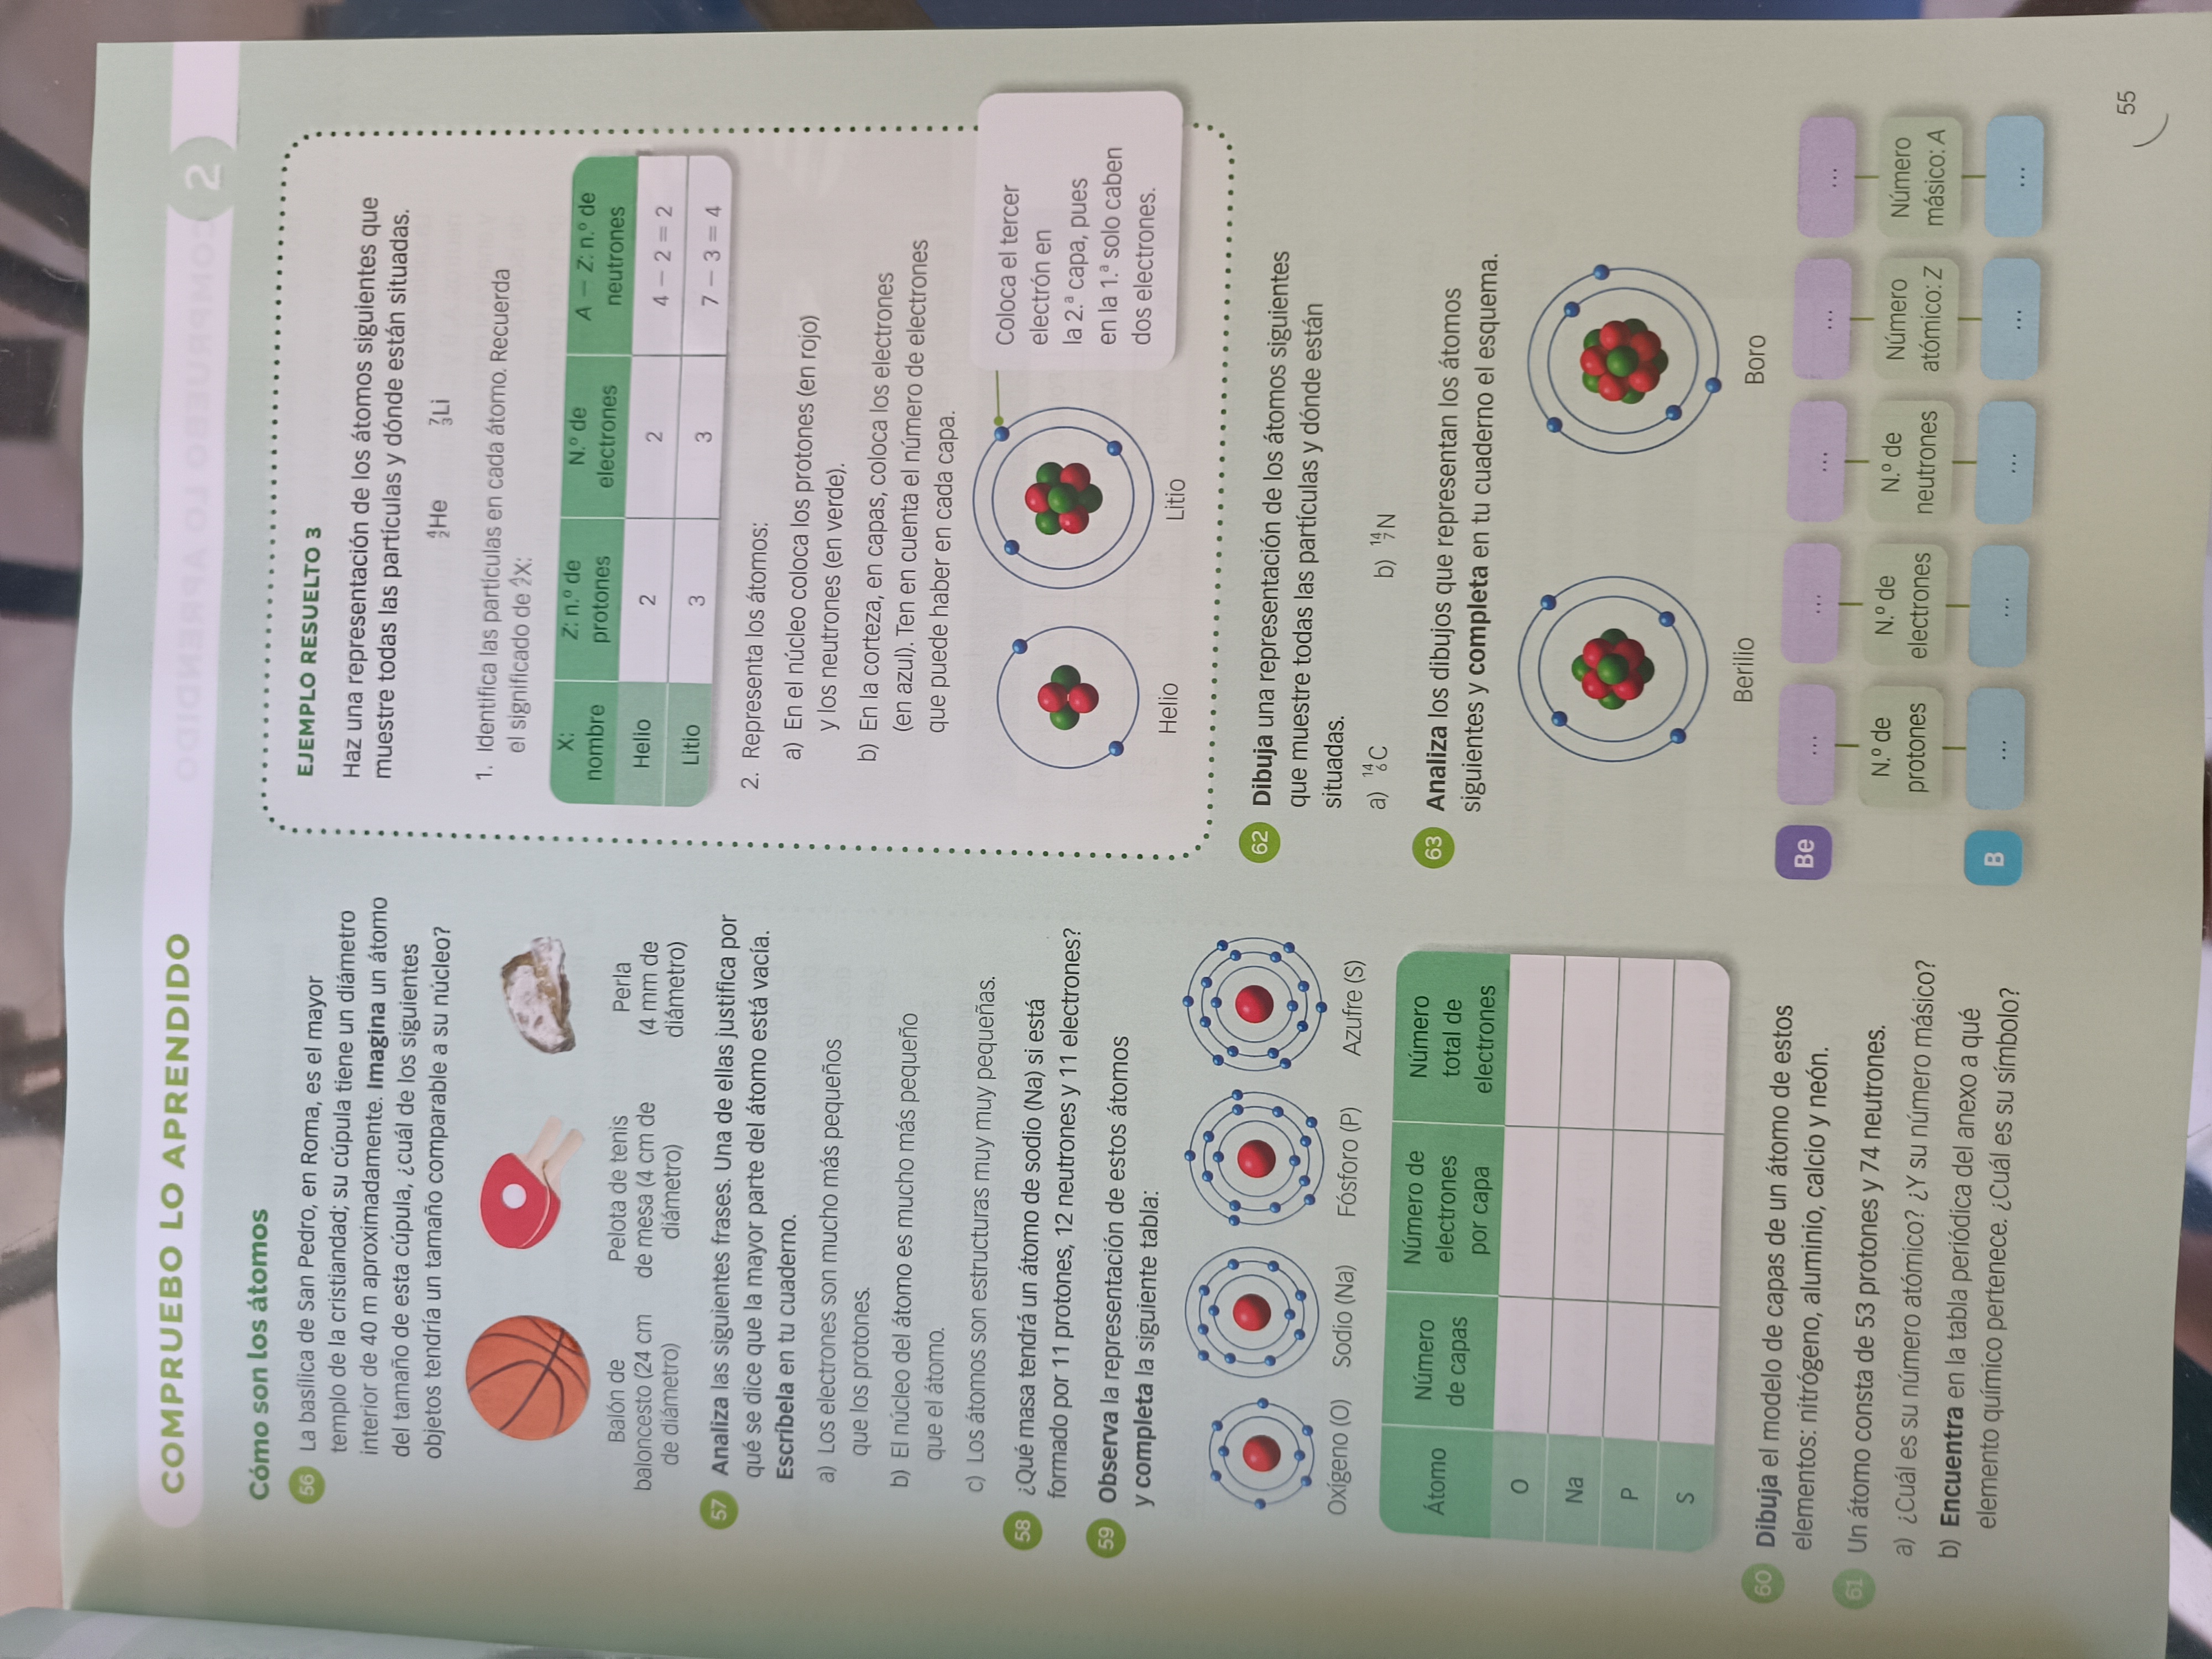 COMPRUEBO LO APRENDIDO
2
Cómo son los átomos
56 La basílica de San Pedro, en Roma, es el mayor
templo de la cristiandad; su cúpula tiene un diámetro
interior de 40 m aproximadamente. Imagina un átomo
del tamaño de esta cúpula, ¿cuál de los siguientes
objetos tendría un tamaño comparable a su núcleo?
Balón de
baloncesto (24 cm
de diámetro)
Pelota de tenis
de mesa (4 cm de
diámetro)
Perla
(4 mm de
diámetro)
57 Analiza las siguientes frases. Una de ellas justifica por
qué se dice que la mayor parte del átomo está vacía.
Escríbela en tu cuaderno.
a) Los electrones son mucho más pequeños
que los protones.
b) El núcleo del átomo es mucho más pequeño
que el átomo.
c) Los átomos son estructuras muy muy pequeñas.
58 ¿Qué masa tendrá un átomo de sodio (Na) si está
formado por 11 protones, 12 neutrones y 11 electrones?
59 Observa la representación de estos átomos
y completa la siguiente tabla:
Oxígeno (O) Sodio (Na) Fósforo (P) Azufre (S)
Átomo
Número
de capas
Número de
electrones
por capa
Número
total de
electrones
O
Na
P
S
60 Dibuja el modelo de capas de un átomo de estos
elementos: nitrógeno, aluminio, calcio y neón.
61 Un átomo consta de 53 protones y 74 neutrones.
a) ¿Cuál es su número atómico? ¿Y su número másico?
b) Encuentra en la tabla periódica del anexo a qué
elemento químico pertenece. ¿Cuál es su símbolo?
EJEMPLO RESUELTO 3
Haz una representación de los átomos siguientes que
muestre todas las partículas y dónde están situadas.
⁴₂He ⁷₃Li
1. Identifica las partículas en cada átomo. Recuerda
el significado de ᴬ_ZX:
X:
nombre
Z: n.º de
protones
N.º de
electrones
A − Z: n.º de
neutrones
Helio 2 2 4 − 2 = 2
Litio 3 3 7 − 3 = 4
2. Representa los átomos:
a) En el núcleo coloca los protones (en rojo)
y los neutrones (en verde).
b) En la corteza, en capas, coloca los electrones
(en azul). Ten en cuenta el número de electrones
que puede haber en cada capa.
Helio
Litio
Coloca el tercer
electrón en
la 2.ª capa, pues
en la 1.ª solo caben
dos electrones.
62 Dibuja una representación de los átomos siguientes
que muestre todas las partículas y dónde están
situadas.
a) ¹⁴₆C b) ¹⁴₇N
63 Analiza los dibujos que representan los átomos
siguientes y completa en tu cuaderno el esquema.
Berilio
Boro
Be ... ... ... ... ...
N.º de
protones
N.º de
electrones
N.º de
neutrones
Número
atómico: Z
Número
másico: A
B ... ... ... ... ...
55